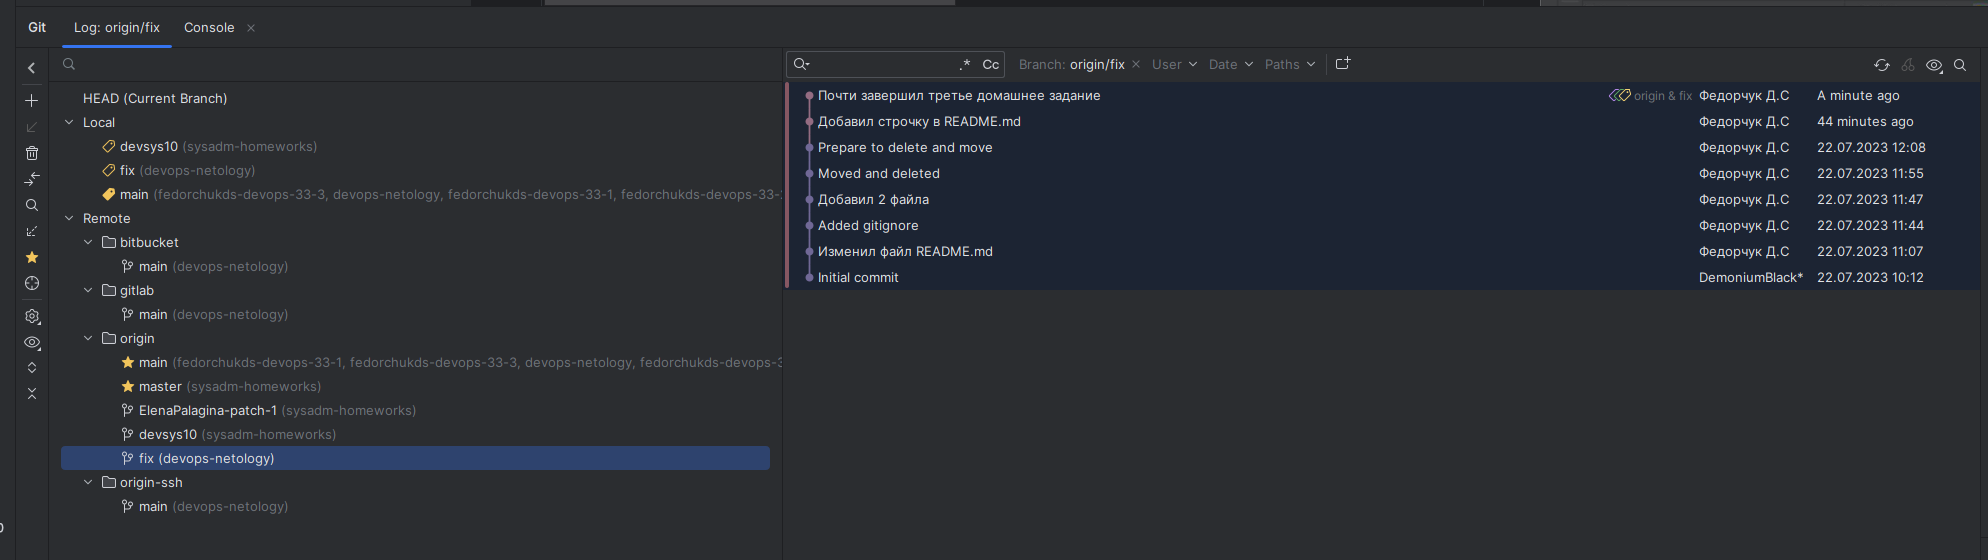 Git Log: origin/fix Console
.* Cc Branch: origin/fix User Date Paths
HEAD (Current Branch)
Local
devsys10 (sysadm-homeworks)
fix (devops-netology)
main (fedorchukds-devops-33-3, devops-netology, fedorchukds-devops-33-1, fedorchukds-devops-33-
Remote
bitbucket
main (devops-netology)
gitlab
main (devops-netology)
origin
main (fedorchukds-devops-33-1, fedorchukds-devops-33-3, devops-netology, fedorchukds-devops-3
master (sysadm-homeworks)
ElenaPalagina-patch-1 (sysadm-homeworks)
devsys10 (sysadm-homeworks)
fix (devops-netology)
origin-ssh
main (devops-netology)
Почти завершил третье домашнее задание origin & fix Федорчук Д.С A minute ago
Добавил строчку в README.md Федорчук Д.С 44 minutes ago
Prepare to delete and move Федорчук Д.С 22.07.2023 12:08
Moved and deleted Федорчук Д.С 22.07.2023 11:55
Добавил 2 файла Федорчук Д.С 22.07.2023 11:47
Added gitignore Федорчук Д.С 22.07.2023 11:44
Изменил файл README.md Федорчук Д.С 22.07.2023 11:07
Initial commit DemoniumBlack* 22.07.2023 10:12